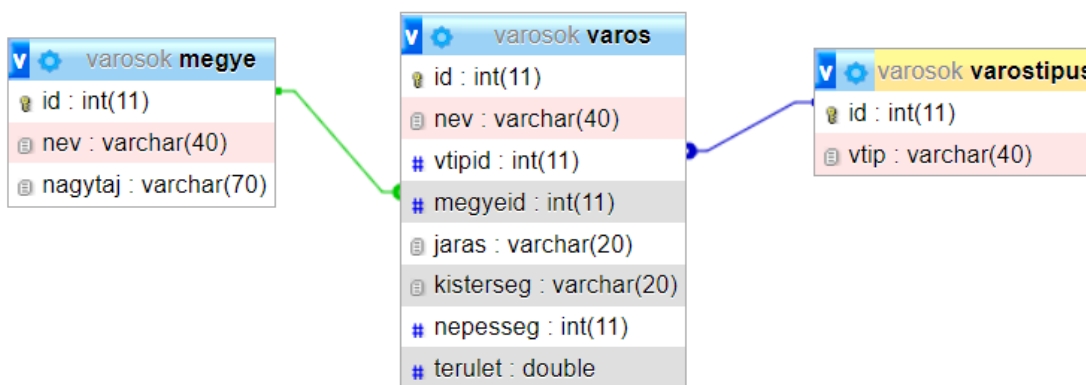 v varosok megye
id : int(11)
nev : varchar(40)
nagytaj : varchar(70)
v varosok varos
id : int(11)
nev : varchar(40)
# vtipid : int(11)
# megyeid : int(11)
jaras : varchar(20)
kisterseg : varchar(20)
# nepesseg : int(11)
# terulet : double
v varosok varostipus
id : int(11)
vtip : varchar(40)